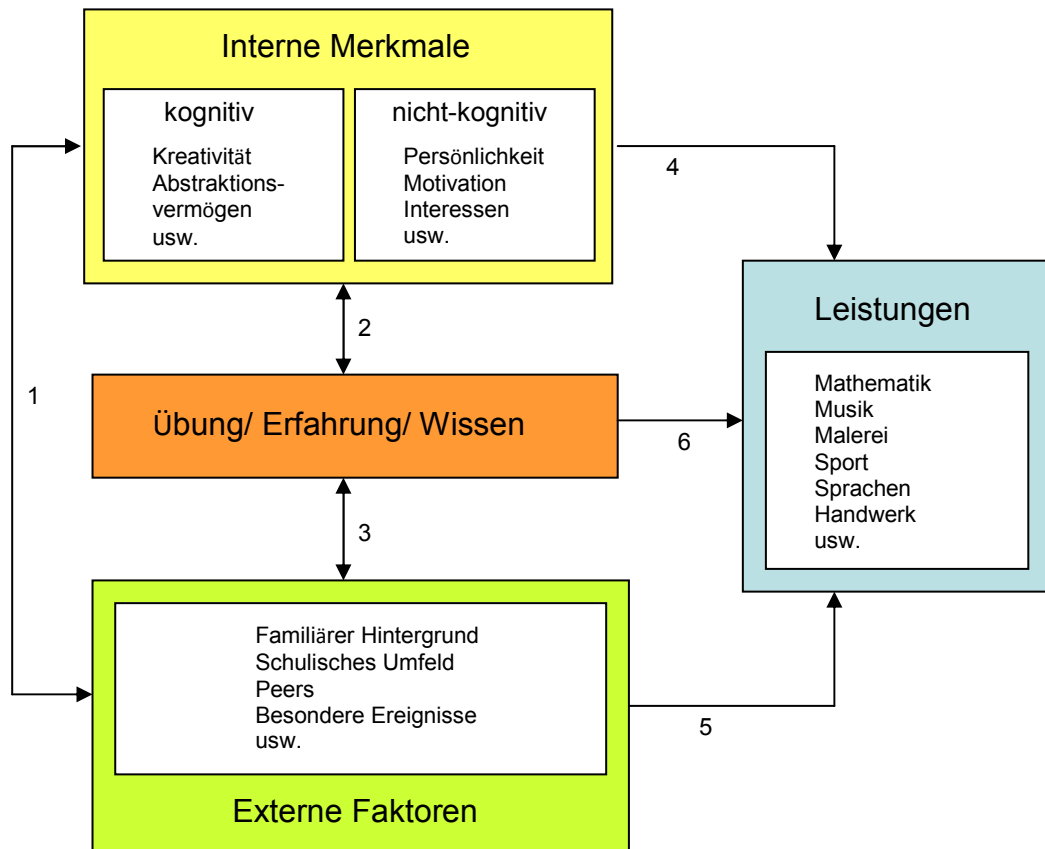 Interne Merkmale
kognitiv
Kreativität
Abstraktions-
vermögen
usw.
nicht-kognitiv
Persönlichkeit
Motivation
Interessen
usw.
4
Leistungen
Mathematik
Musik
Malerei
Sport
Sprachen
Handwerk
usw.
2
1
Übung/ Erfahrung/ Wissen
6
3
Familiärer Hintergrund
Schulisches Umfeld
Peers
Besondere Ereignisse
usw.
5
Externe Faktoren